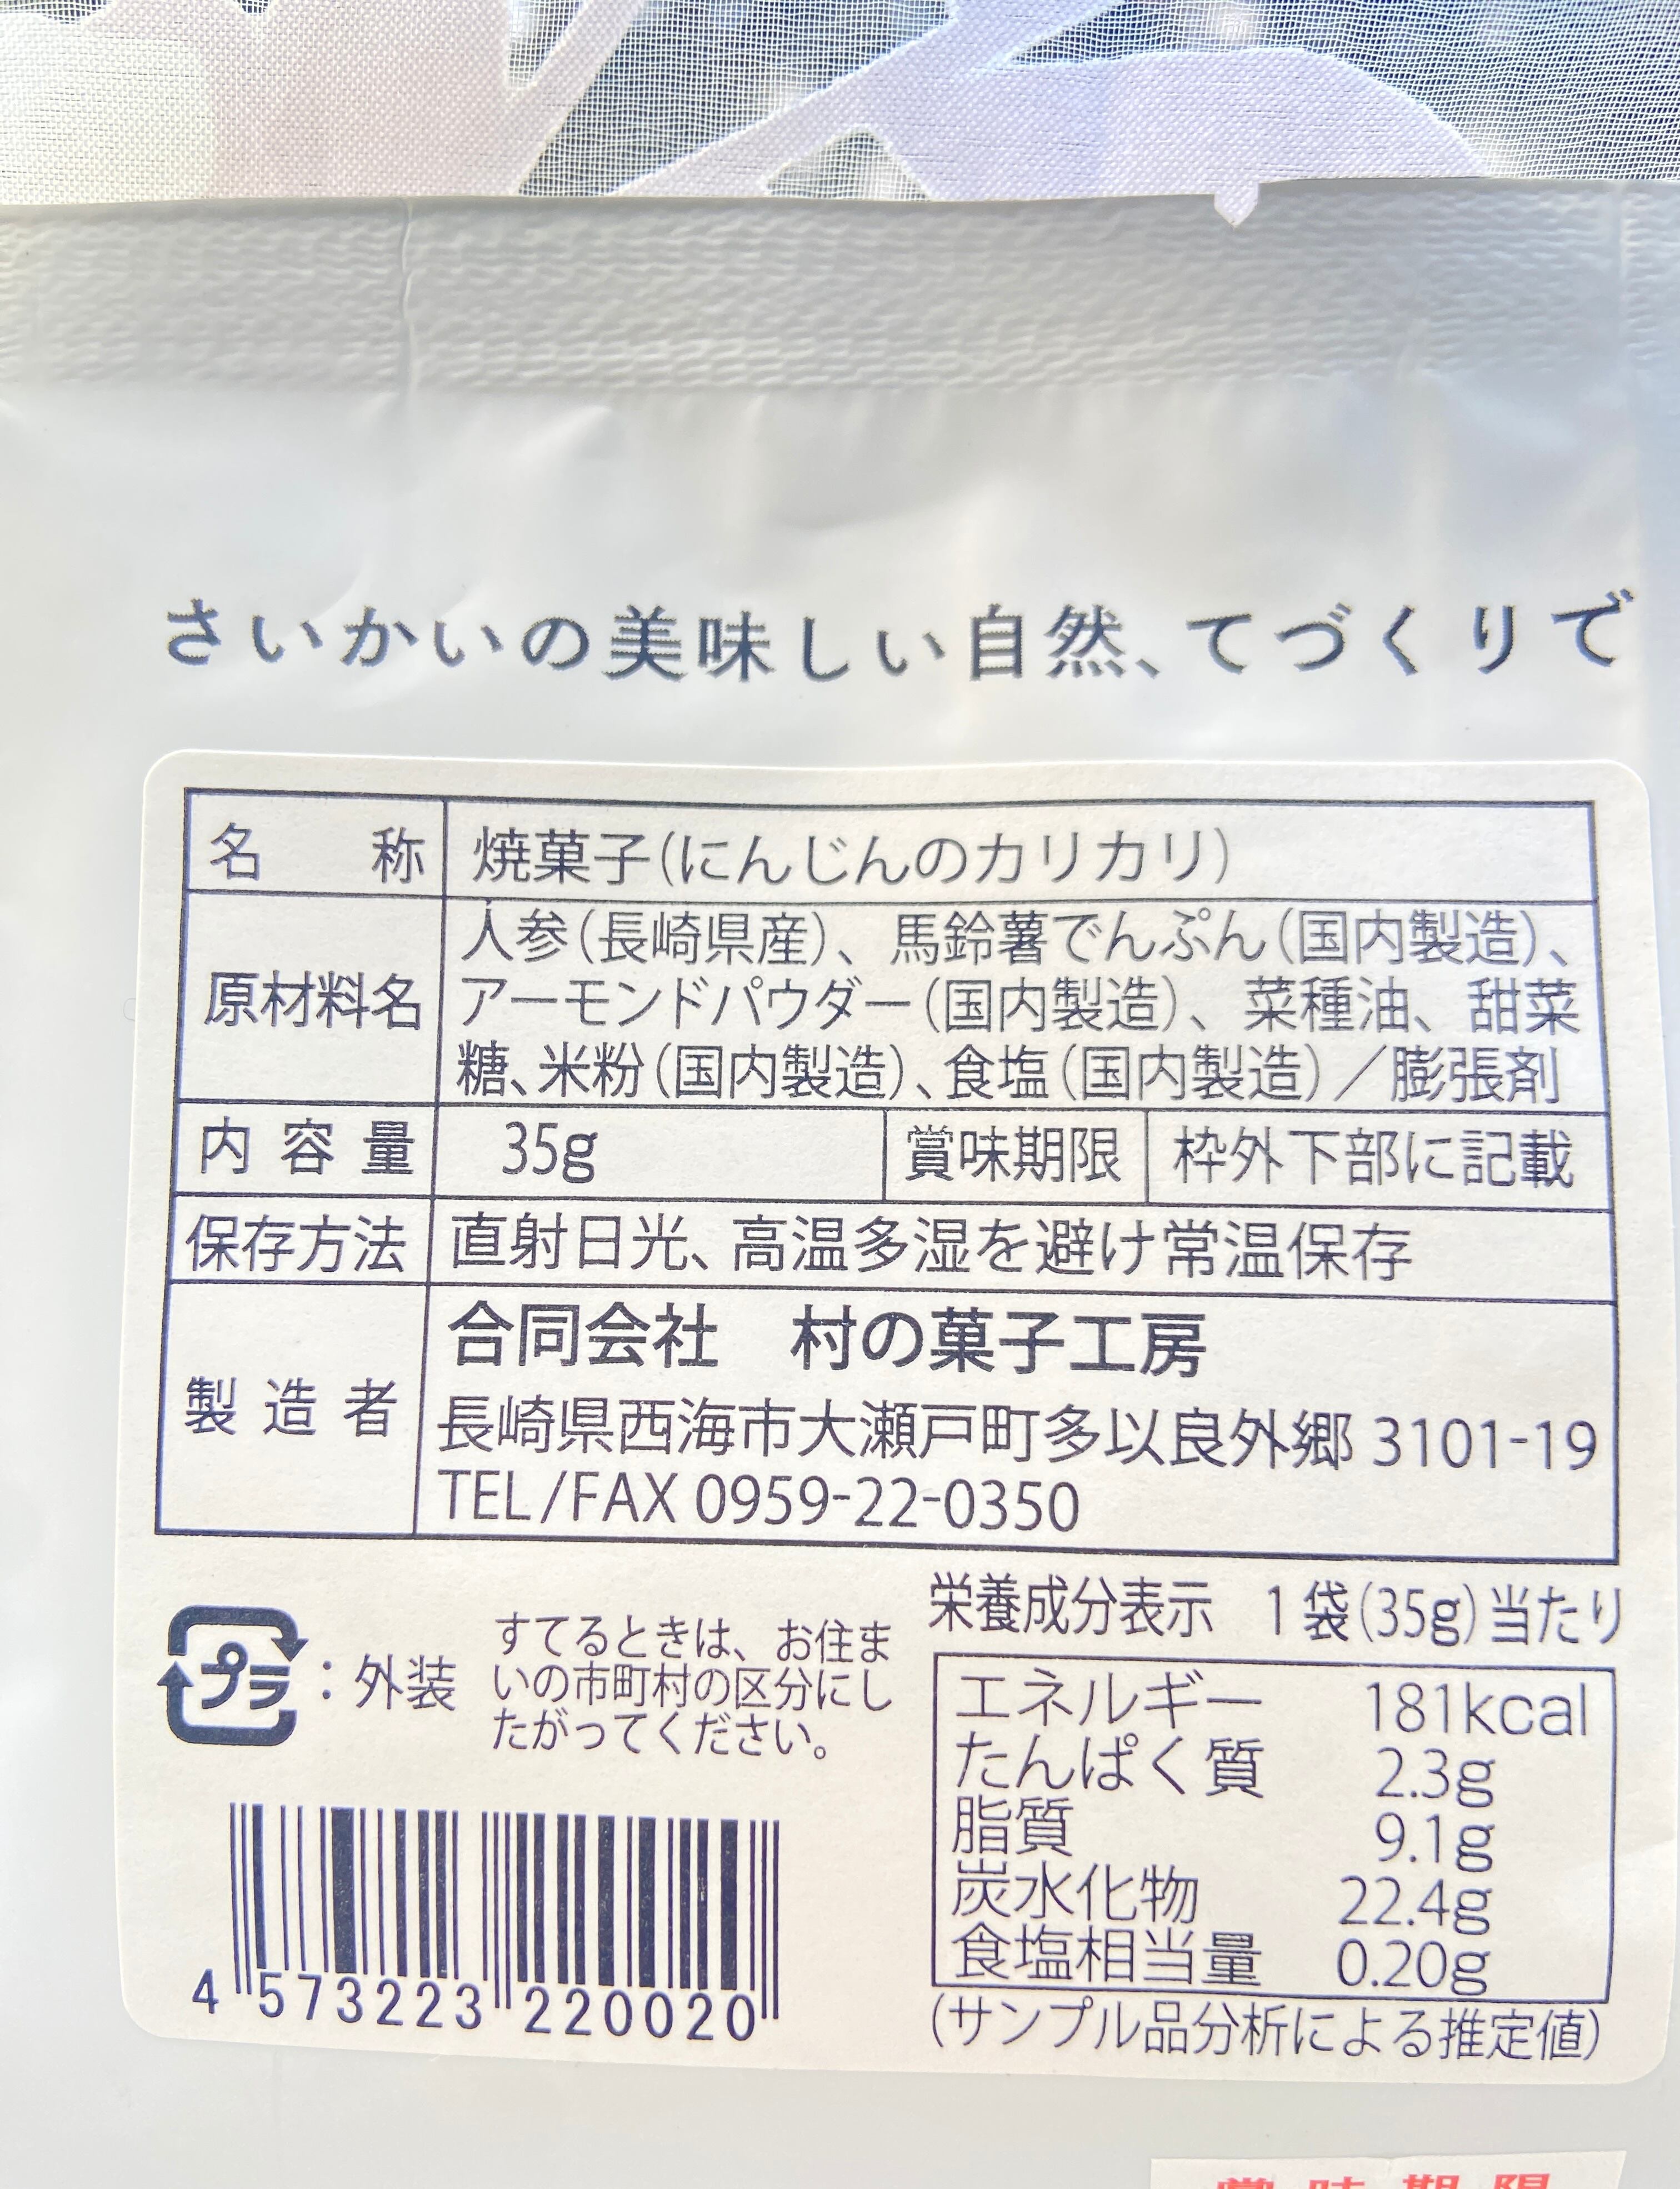 さいかいの美味しい自然、てづくりで
名 称 焼菓子(にんじんのカリカリ)
原材料名 人参(長崎県産)、馬鈴薯でんぷん(国内製造)、
アーモンドパウダー(国内製造)、菜種油、甜菜
糖、米粉(国内製造)、食塩(国内製造)/膨張剤
内容量 35g 賞味期限 枠外下部に記載
保存方法 直射日光、高温多湿を避け常温保存
製造者 合同会社 村の菓子工房
長崎県西海市大瀬戸町多以良外郷 3101-19
TEL/FAX 0959-22-0350
プラ:外装
すてるときは、お住ま
いの市町村の区分にし
たがってください。
4 573223 220020
栄養成分表示 1袋(35g)当たり
エネルギー 181kcal
たんぱく質 2.3g
脂質 9.1g
炭水化物 22.4g
食塩相当量 0.20g
(サンプル品分析による推定値)
賞味期限